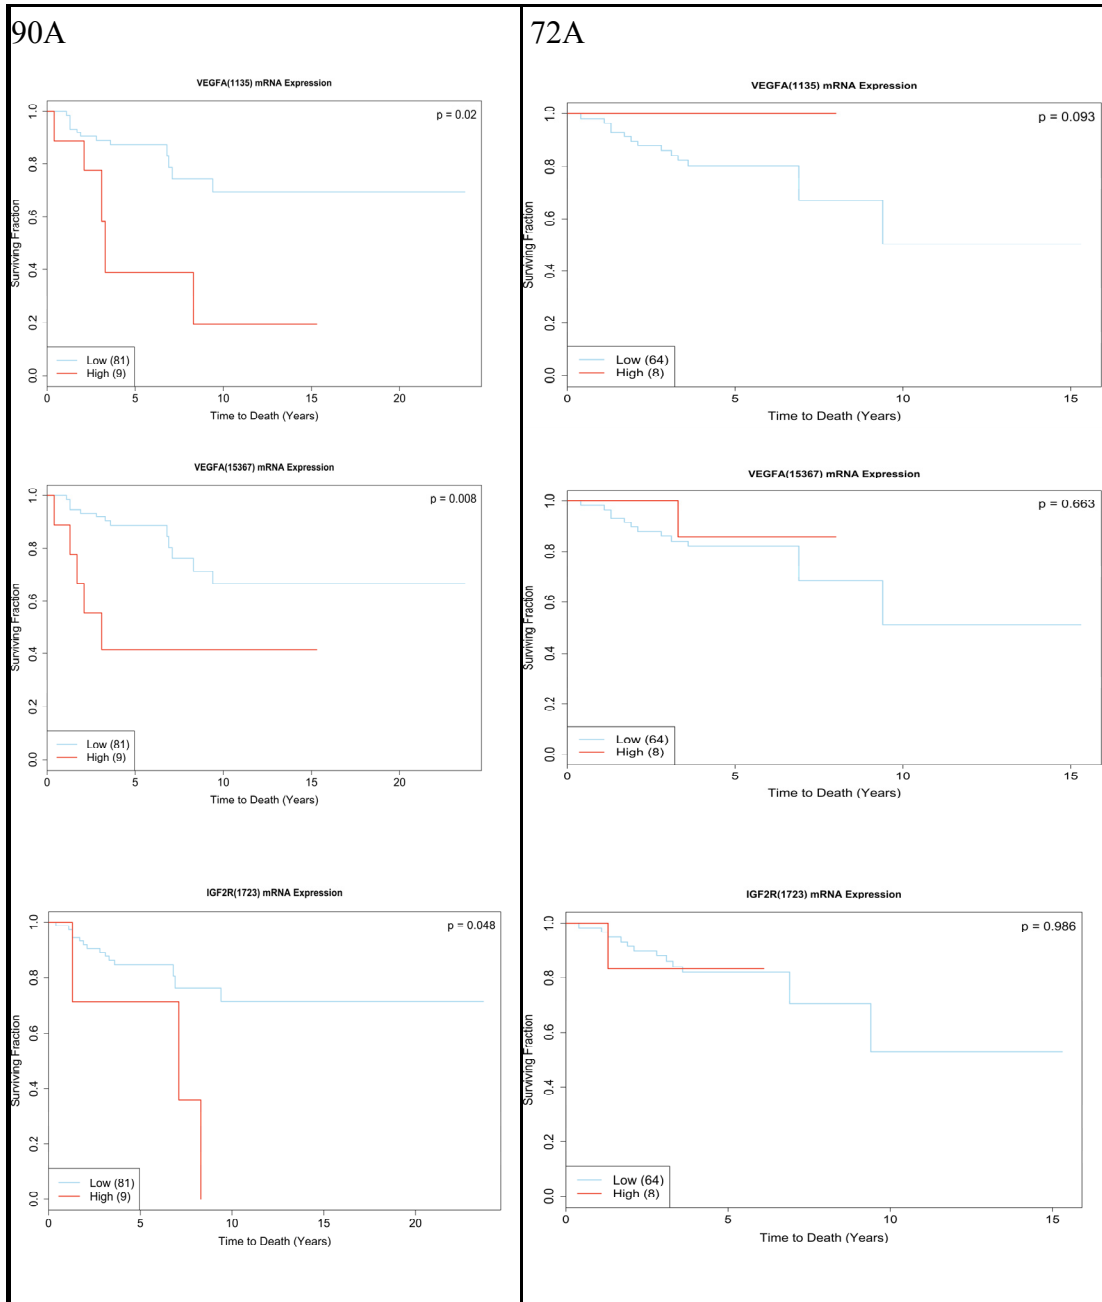 90A
VEGFA(1135) mRNA Expression
p = 0.02
Surviving Fraction
1.0
0.8
0.6
0.4
0.2
0.0
Low (81)
High (9)
0 5 10 15 20
Time to Death (Years)
VEGFA(15367) mRNA Expression
p = 0.008
Surviving Fraction
1.0
0.8
0.6
0.4
0.2
0.0
Low (81)
High (9)
0 5 10 15 20
Time to Death (Years)
IGF2R(1723) mRNA Expression
p = 0.048
Surviving Fraction
1.0
0.8
0.6
0.4
0.2
0.0
Low (81)
High (9)
0 5 10 15 20
Time to Death (Years)
72A
VEGFA(1135) mRNA Expression
p = 0.093
Surviving Fraction
1.0
0.8
0.6
0.4
0.2
0.0
Low (64)
High (8)
0 5 10 15
Time to Death (Years)
VEGFA(15367) mRNA Expression
p = 0.663
Surviving Fraction
1.0
0.8
0.6
0.4
0.2
0.0
Low (64)
High (8)
0 5 10 15
Time to Death (Years)
IGF2R(1723) mRNA Expression
p = 0.986
Surviving Fraction
1.0
0.8
0.6
0.4
0.2
0.0
Low (64)
High (8)
0 5 10 15
Time to Death (Years)